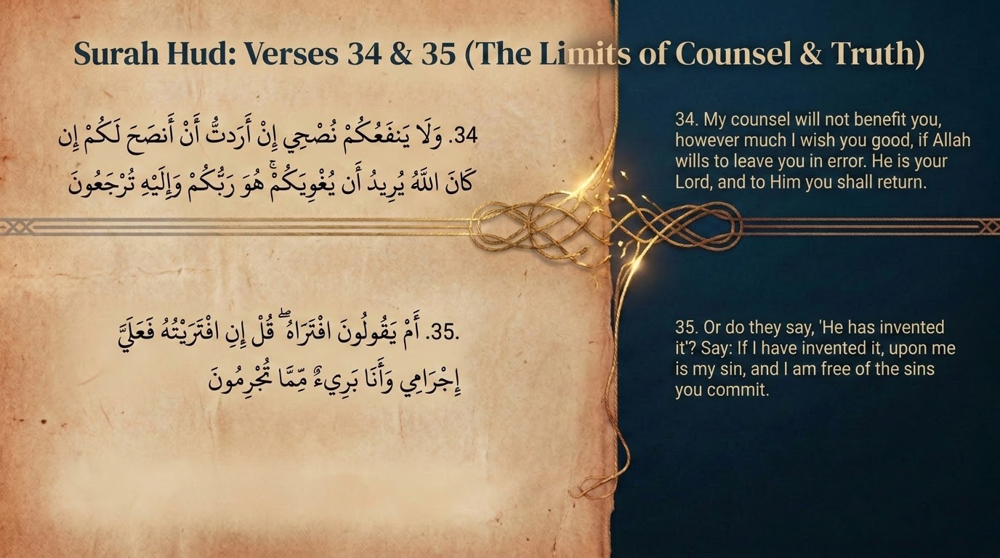 Surah Hud: Verses 34 & 35 (The Limits of Counsel & Truth)
34. وَلَا يَنفَعُكُمْ نُصْحِي إِنْ أَرَدتُّ أَنْ أَنصَحَ لَكُمْ إِن
كَانَ اللَّهُ يُرِيدُ أَن يُغْوِيَكُمْ ۚ هُوَ رَبُّكُمْ وَإِلَيْهِ تُرْجَعُونَ
34. My counsel will not benefit you,
however much I wish you good, if Allah
wills to leave you in error. He is your
Lord, and to Him you shall return.
.35. أَمْ يَقُولُونَ افْتَرَاهُ ۖ قُلْ إِنِ افْتَرَيْتُهُ فَعَلَيَّ
إِجْرَامِي وَأَنَا بَرِيءٌ مِّمَّا تُجْرِمُونَ
35. Or do they say, 'He has invented
it'? Say: If I have invented it, upon me
is my sin, and I am free of the sins
you commit.